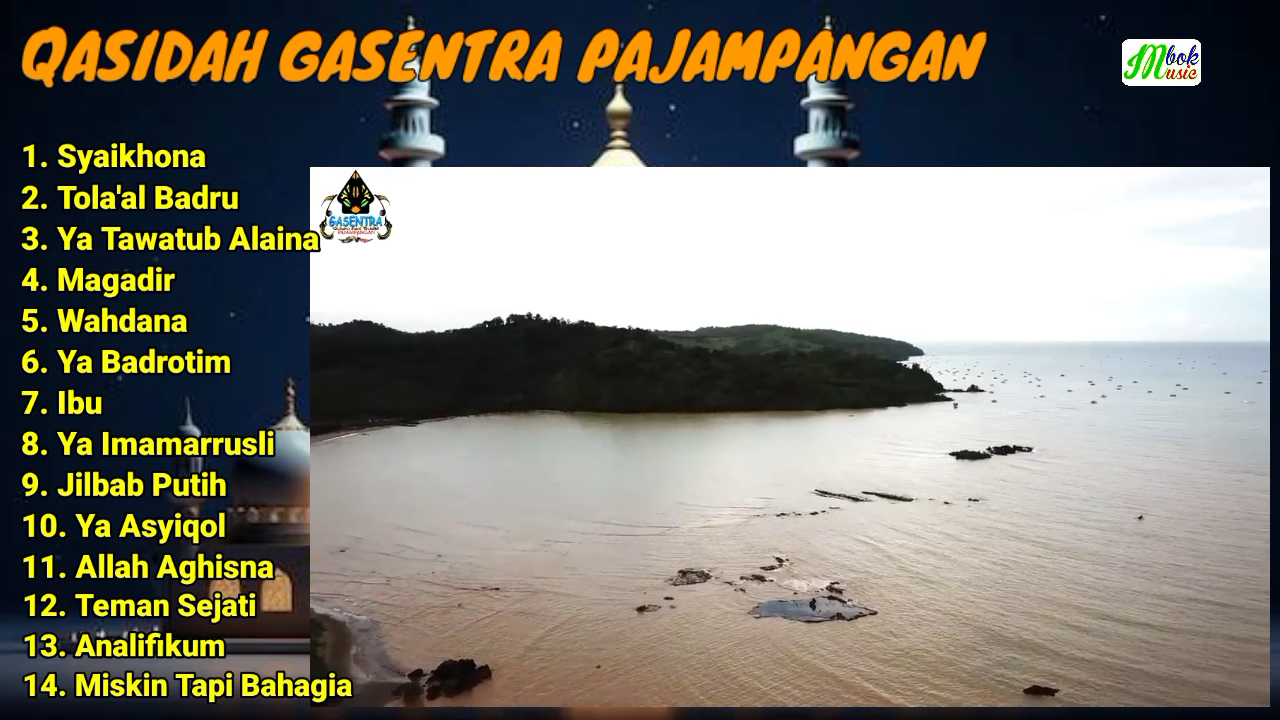 QASIDAH GASENTRA PAJAMPANGAN
Mbok
Music
1. Syaikhona
2. Tola'al Badru
3. Ya Tawatub Alaina
4. Magadir
5. Wahdana
6. Ya Badrotim
7. Ibu
8. Ya Imamarrusli
9. Jilbab Putih
10. Ya Asyiqol
11. Allah Aghisna
12. Teman Sejati
13. Analifikum
14. Miskin Tapi Bahagia
GASENTRA
PAJAMPANGAN